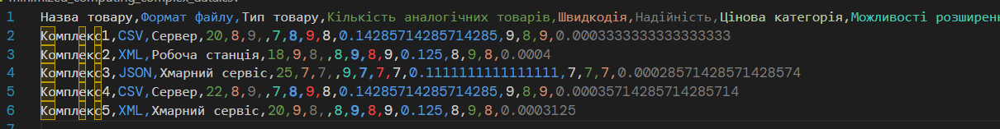 Назва товару,Формат файлу,Тип товару,Кількість аналогічних товарів,Швидкодія,Надійність,Цінова категорія,Можливості розширен
Комплекс1,CSV,Сервер,20,8,9,,7,8,9,8,0.14285714285714285,9,8,9,0.0003333333333333333
Комплекс2,XML,Робоча станція,18,9,8,,8,9,8,9,0.125,8,9,8,0.0004
Комплекс3,JSON,Хмарний сервіс,25,7,7,,9,7,7,7,0.1111111111111111,7,7,7,0.00028571428571428574
Комплекс4,CSV,Сервер,22,8,9,,7,8,9,8,0.14285714285714285,9,8,9,0.00035714285714285714
Комплекс5,XML,Хмарний сервіс,20,9,8,,8,9,8,9,0.125,8,9,8,0.0003125